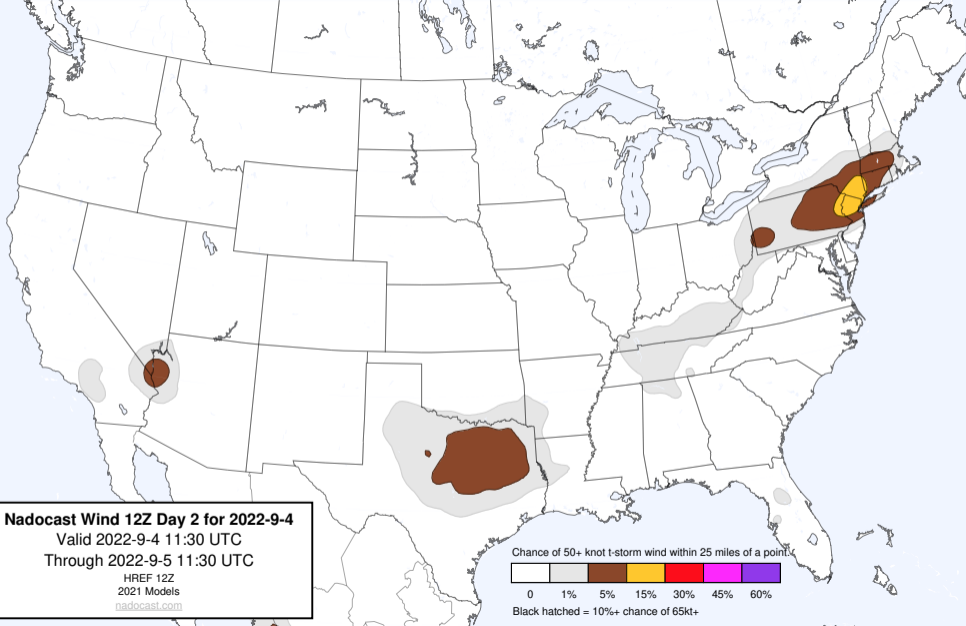 Nadocast Wind 12Z Day 2 for 2022-9-4
Valid 2022-9-4 11:30 UTC
Through 2022-9-5 11:30 UTC
HREF 12Z
2021 Models
nadocast.com
Chance of 50+ knot t-storm wind within 25 miles of a point.
0 1% 5% 15% 30% 45% 60%
Black hatched = 10%+ chance of 65kt+